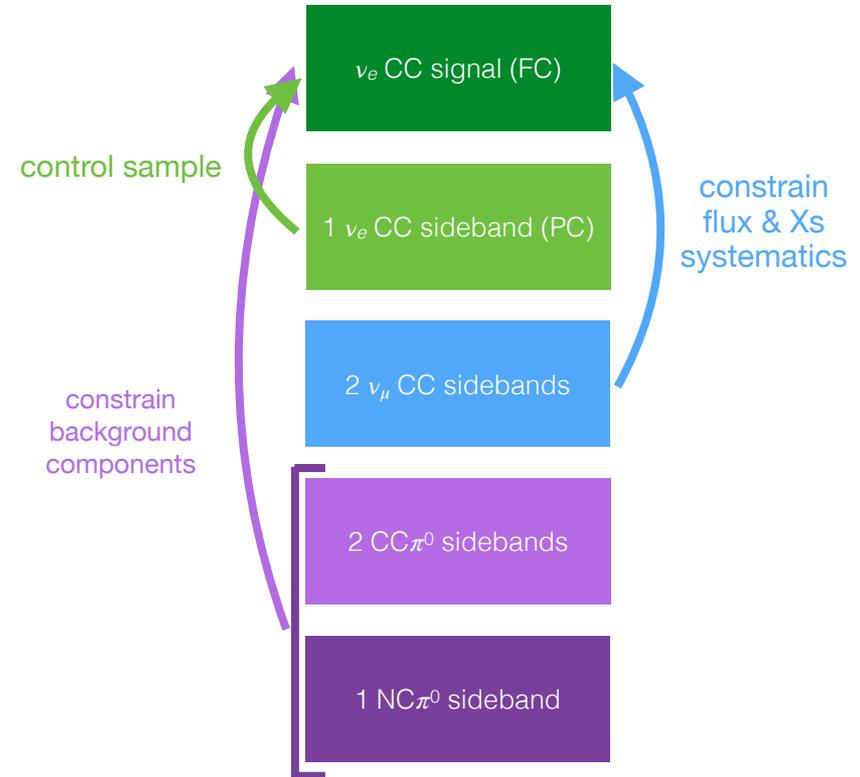 νₑ CC signal (FC)
control sample
1 νₑ CC sideband (PC)
constrain
flux & Xs
systematics
2 ν_μ CC sidebands
constrain
background
components
2 CCπ⁰ sidebands
1 NCπ⁰ sideband